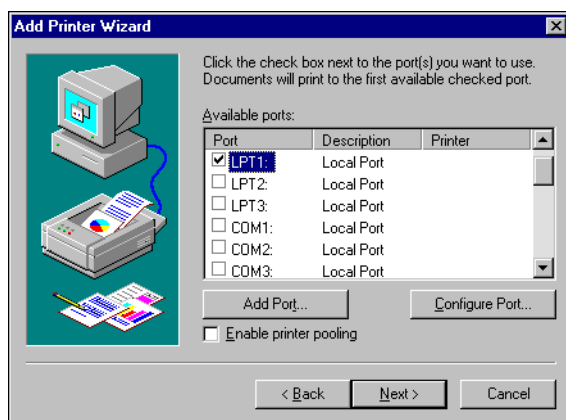 Add Printer Wizard
Click the check box next to the port(s) you want to use.
Documents will print to the first available checked port.
Available ports:
Port Description Printer
LPT1: Local Port
LPT2: Local Port
LPT3: Local Port
COM1: Local Port
COM2: Local Port
COM3: Local Port
Add Port... Configure Port...
Enable printer pooling
< Back Next > Cancel